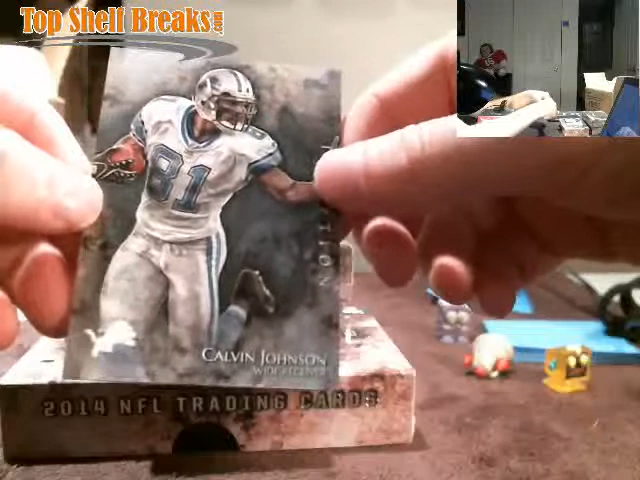 Top Shelf Breaks.com
81
CALVIN JOHNSON
WIDE RECEIVER
2014 NFL TRADING CARDS